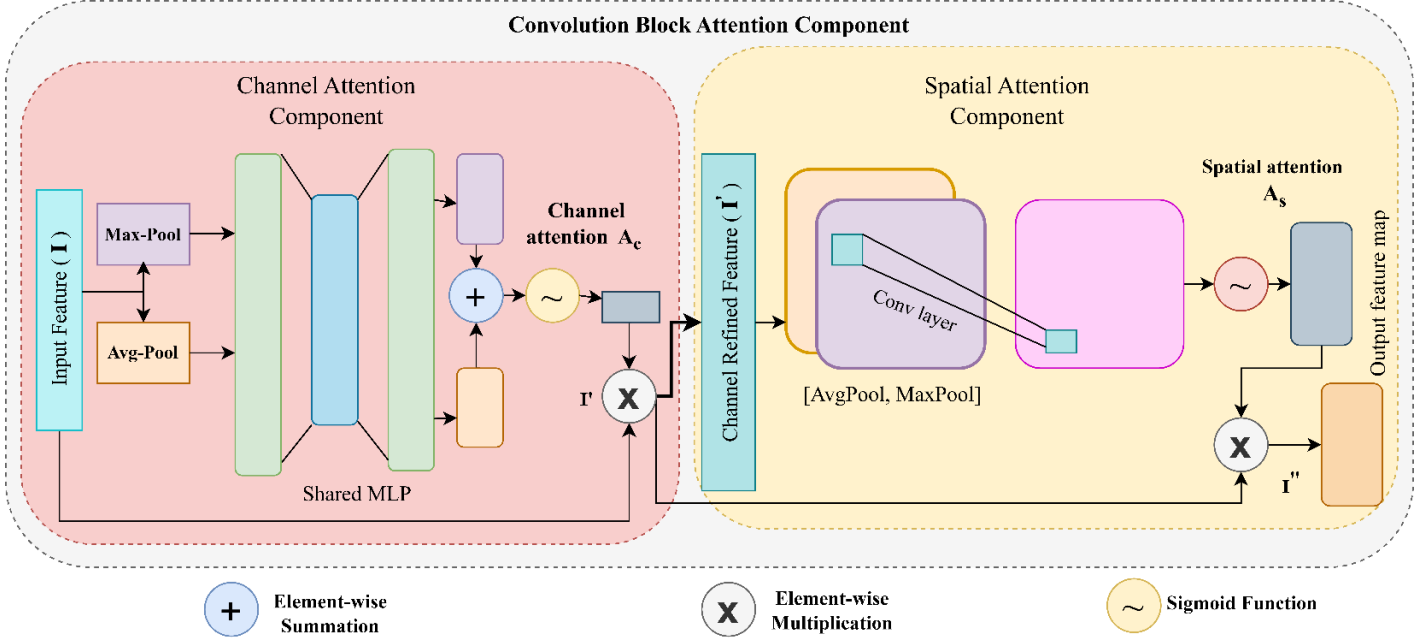 Convolution Block Attention Component
Channel Attention
Component
Input Feature ( I )
Max-Pool
Avg-Pool
Shared MLP
+
~
Channel
attention A_c
I'
X
Spatial Attention
Component
Channel Refined Feature ( I' )
Conv layer
[AvgPool, MaxPool]
~
Spatial attention
A_s
X
I''
Output feature map
+
Element-wise
Summation
X
Element-wise
Multiplication
~
Sigmoid Function